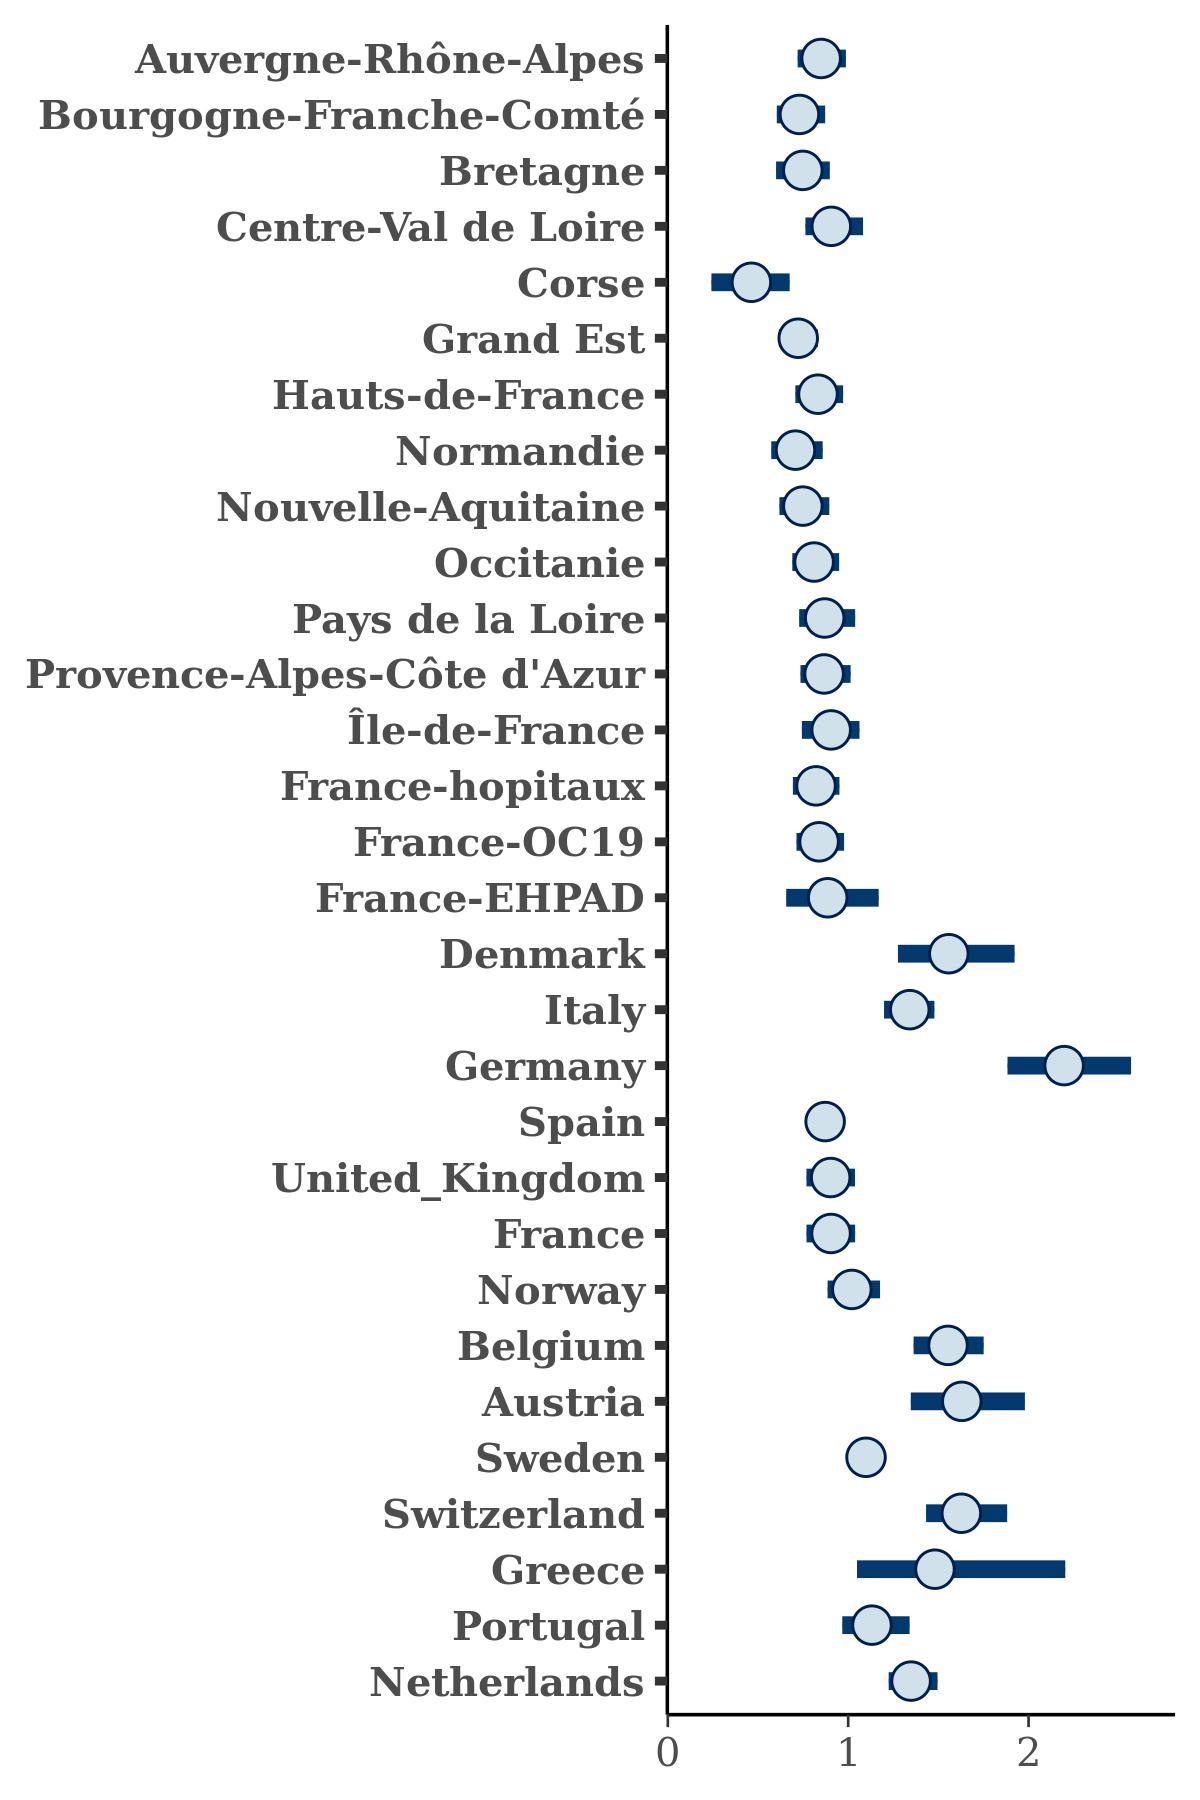 Auvergne-Rhône-Alpes
Bourgogne-Franche-Comté
Bretagne
Centre-Val de Loire
Corse
Grand Est
Hauts-de-France
Normandie
Nouvelle-Aquitaine
Occitanie
Pays de la Loire
Provence-Alpes-Côte d'Azur
Île-de-France
France-hopitaux
France-OC19
France-EHPAD
Denmark
Italy
Germany
Spain
United_Kingdom
France
Norway
Belgium
Austria
Sweden
Switzerland
Greece
Portugal
Netherlands
0 1 2